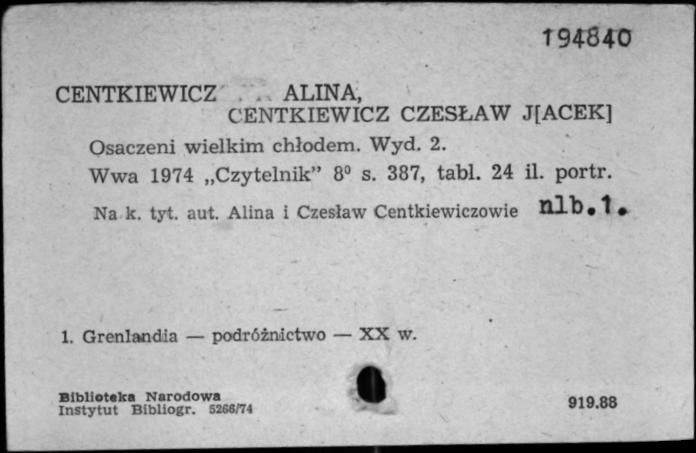 194840
CENTKIEWICZ ALINA,
CENTKIEWICZ CZESŁAW J[ACEK]
Osaczeni wielkim chłodem. Wyd. 2.
Wwa 1974 „Czytelnik” 8⁰ s. 387, tabl. 24 il. portr.
Na k. tyt. aut. Alina i Czesław Centkiewiczowie nlb.1.
1. Grenlandia — podróżnictwo — XX w.
Biblioteka Narodowa
Instytut Bibliogr. 5266/74
919.88